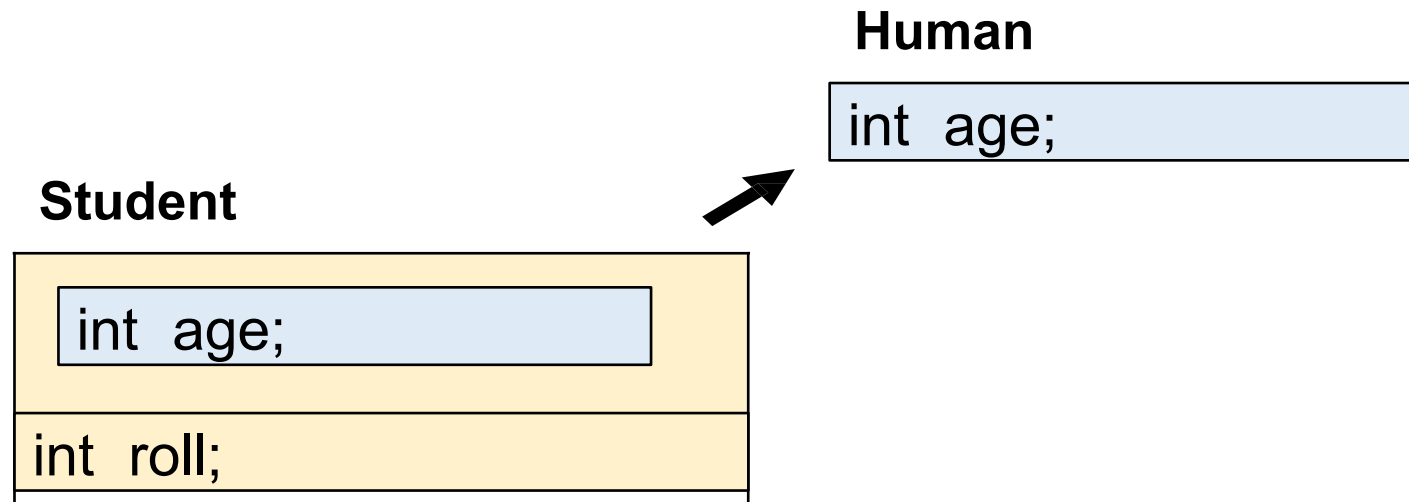 Human
int age;
Student
int age;
int roll;